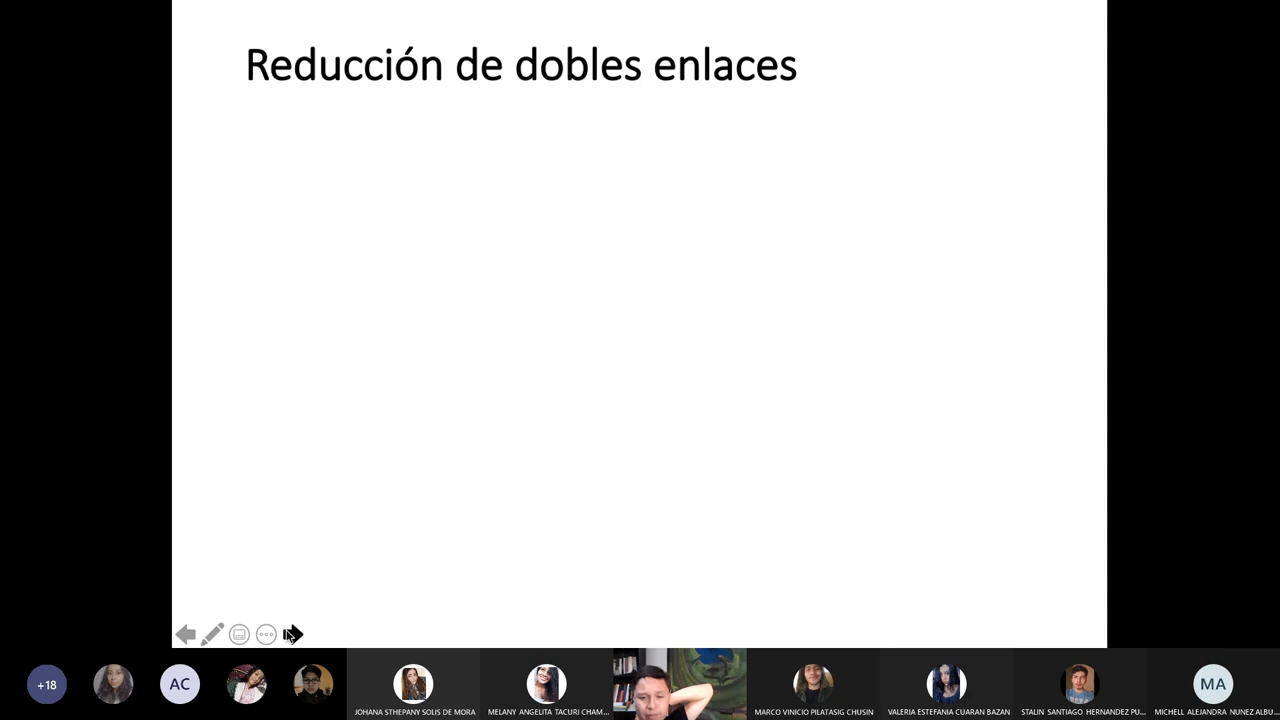 Reducción de dobles enlaces
+18
AC
JOHANA STHEPANY SOLIS DE MORA
MELANY ANGELITA TACURI CHAM...
MARCO VINICIO PILATASIG CHUSIN
VALERIA ESTEFANIA CUARAN BAZAN
STALIN SANTIAGO HERNANDEZ PU...
MA
MICHELL ALEJANDRA NUNEZ ALBU...